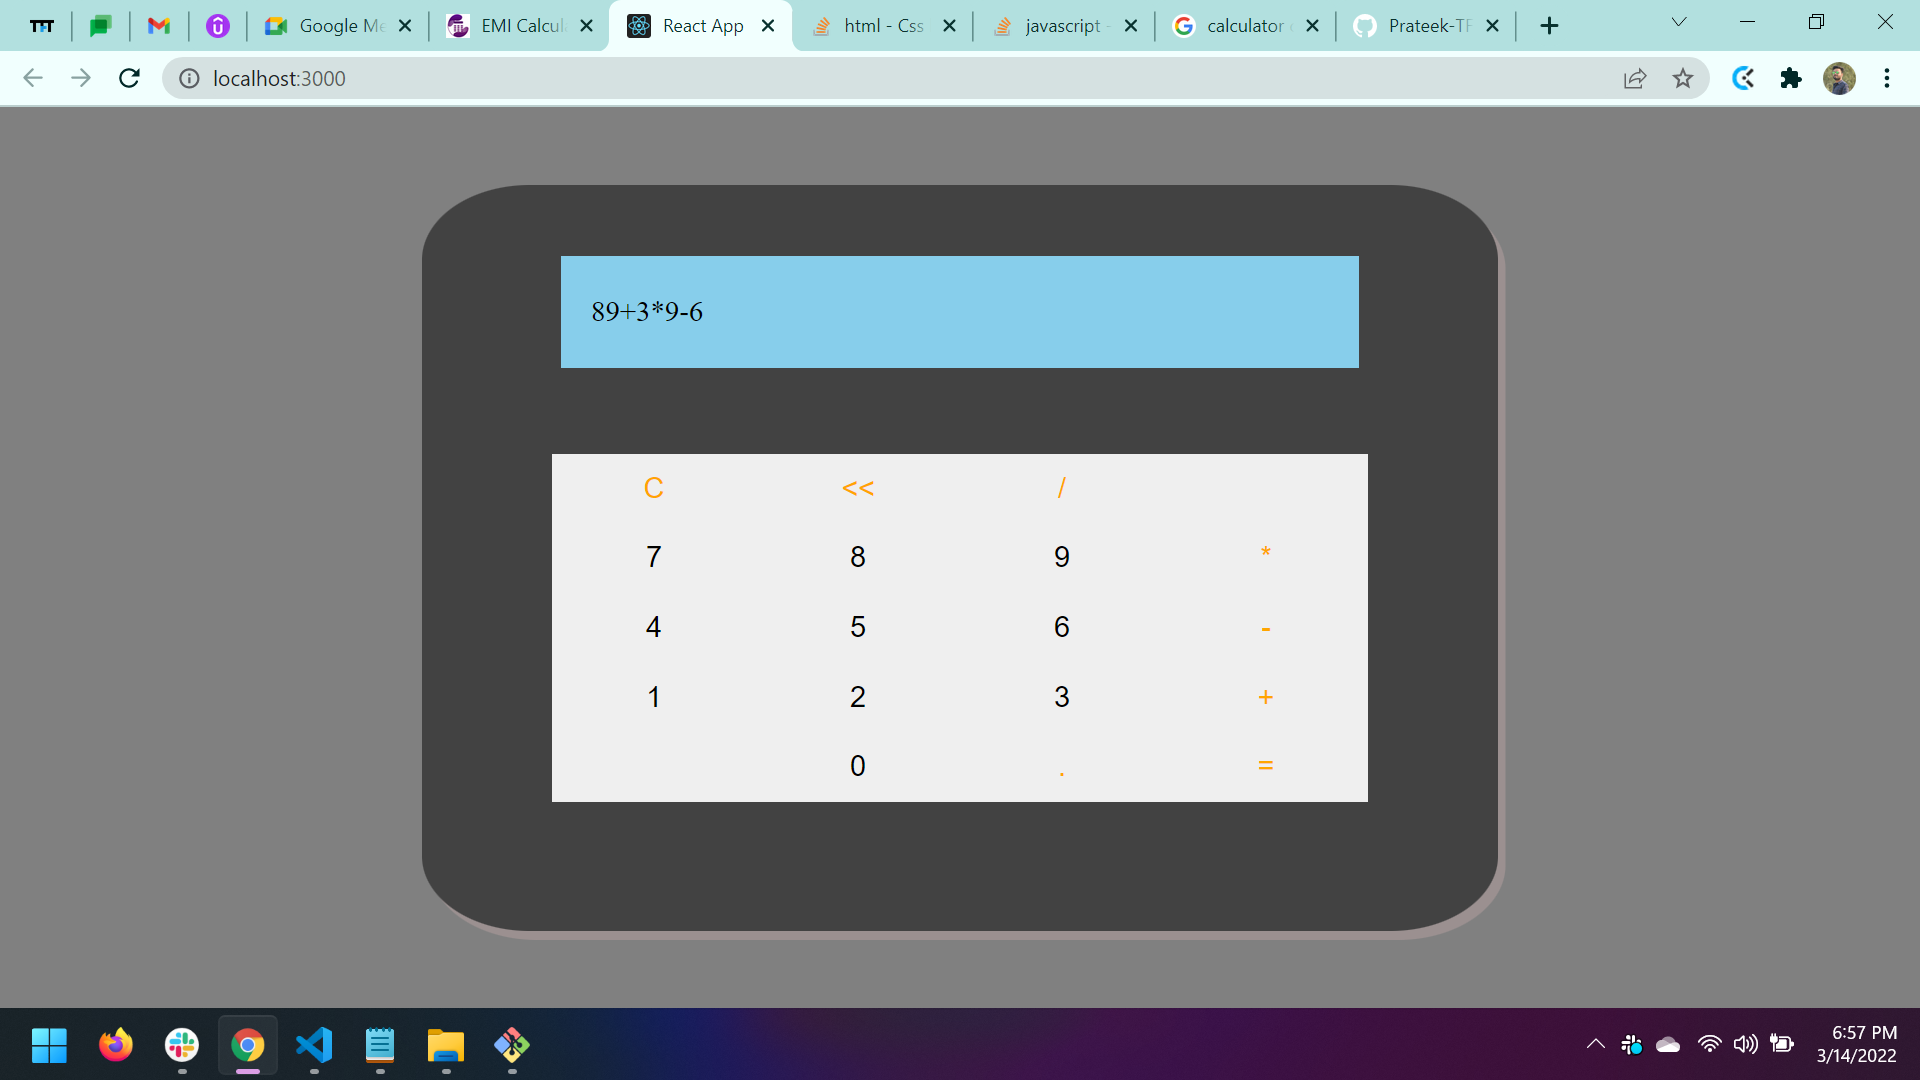 Google Me
EMI Calcul
React App
html - Css
javascript -
calculator
Prateek-TF
localhost:3000
89+3*9-6
C << /
7 8 9 *
4 5 6 -
1 2 3 +
0 . =
6:57 PM
3/14/2022